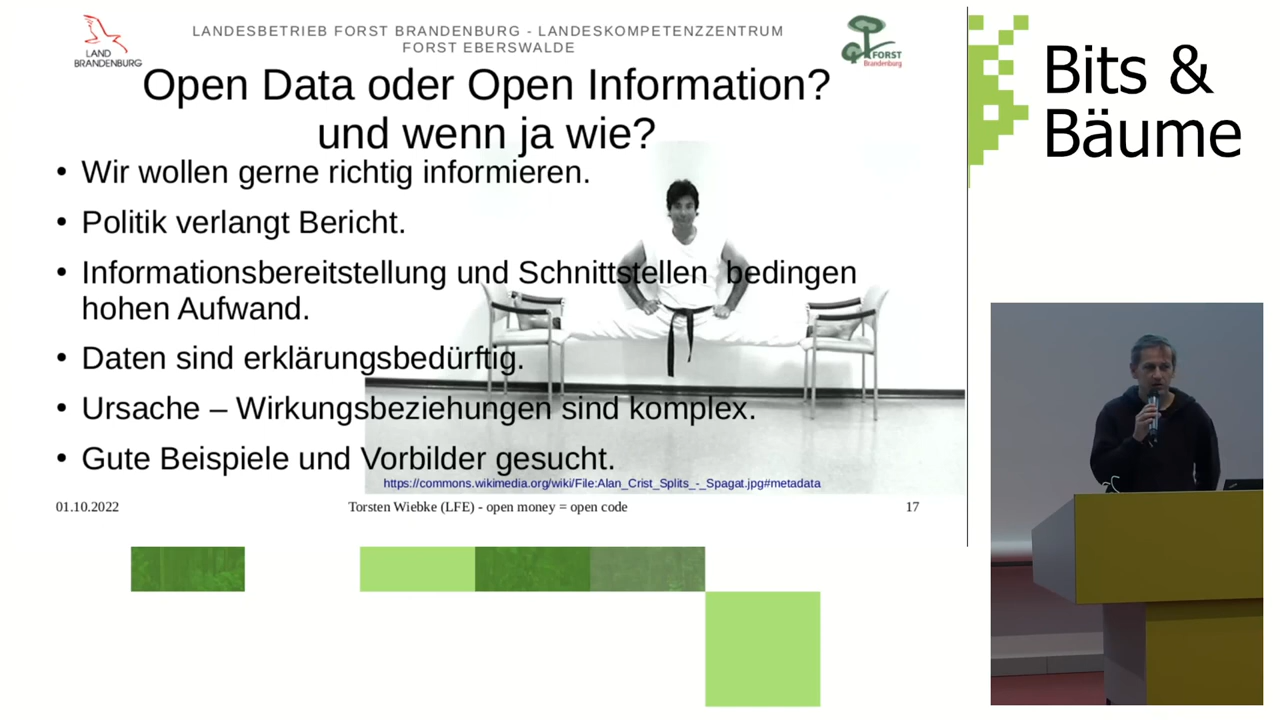 LANDESBETRIEB FORST BRANDENBURG - LANDESKOMPETENZZENTRUM
FORST EBERSWALDE
LAND
BRANDENBURG
FORST
Brandenburg
Open Data oder Open Information?
und wenn ja wie?
• Wir wollen gerne richtig informieren.
• Politik verlangt Bericht.
• Informationsbereitstellung und Schnittstellen bedingen
hohen Aufwand.
• Daten sind erklärungsbedürftig.
• Ursache – Wirkungsbeziehungen sind komplex.
• Gute Beispiele und Vorbilder gesucht.
https://commons.wikimedia.org/wiki/File:Alan_Crist_Splits_-_Spagat.jpg#metadata
01.10.2022
Torsten Wiebke (LFE) - open money = open code
17
Bits &
Bäume